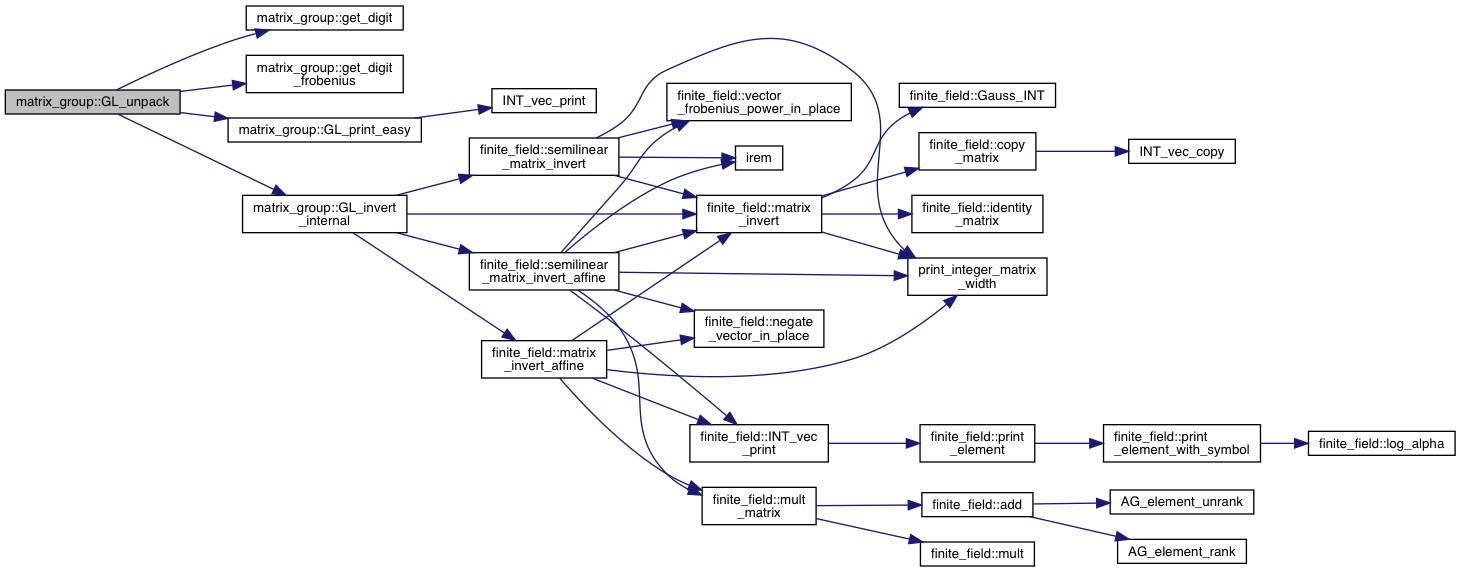 matrix_group::GL_unpack
matrix_group::get_digit
matrix_group::get_digit
_frobenius
matrix_group::GL_print_easy
INT_vec_print
matrix_group::GL_invert
_internal
finite_field::semilinear
_matrix_invert
finite_field::semilinear
_matrix_invert_affine
finite_field::matrix
_invert_affine
finite_field::vector
_frobenius_power_in_place
irem
finite_field::matrix
_invert
finite_field::negate
_vector_in_place
finite_field::INT_vec
_print
finite_field::mult
_matrix
finite_field::Gauss_INT
finite_field::copy
_matrix
INT_vec_copy
finite_field::identity
_matrix
print_integer_matrix
_width
finite_field::print
_element
finite_field::print
_element_with_symbol
finite_field::log_alpha
finite_field::add
finite_field::mult
AG_element_unrank
AG_element_rank